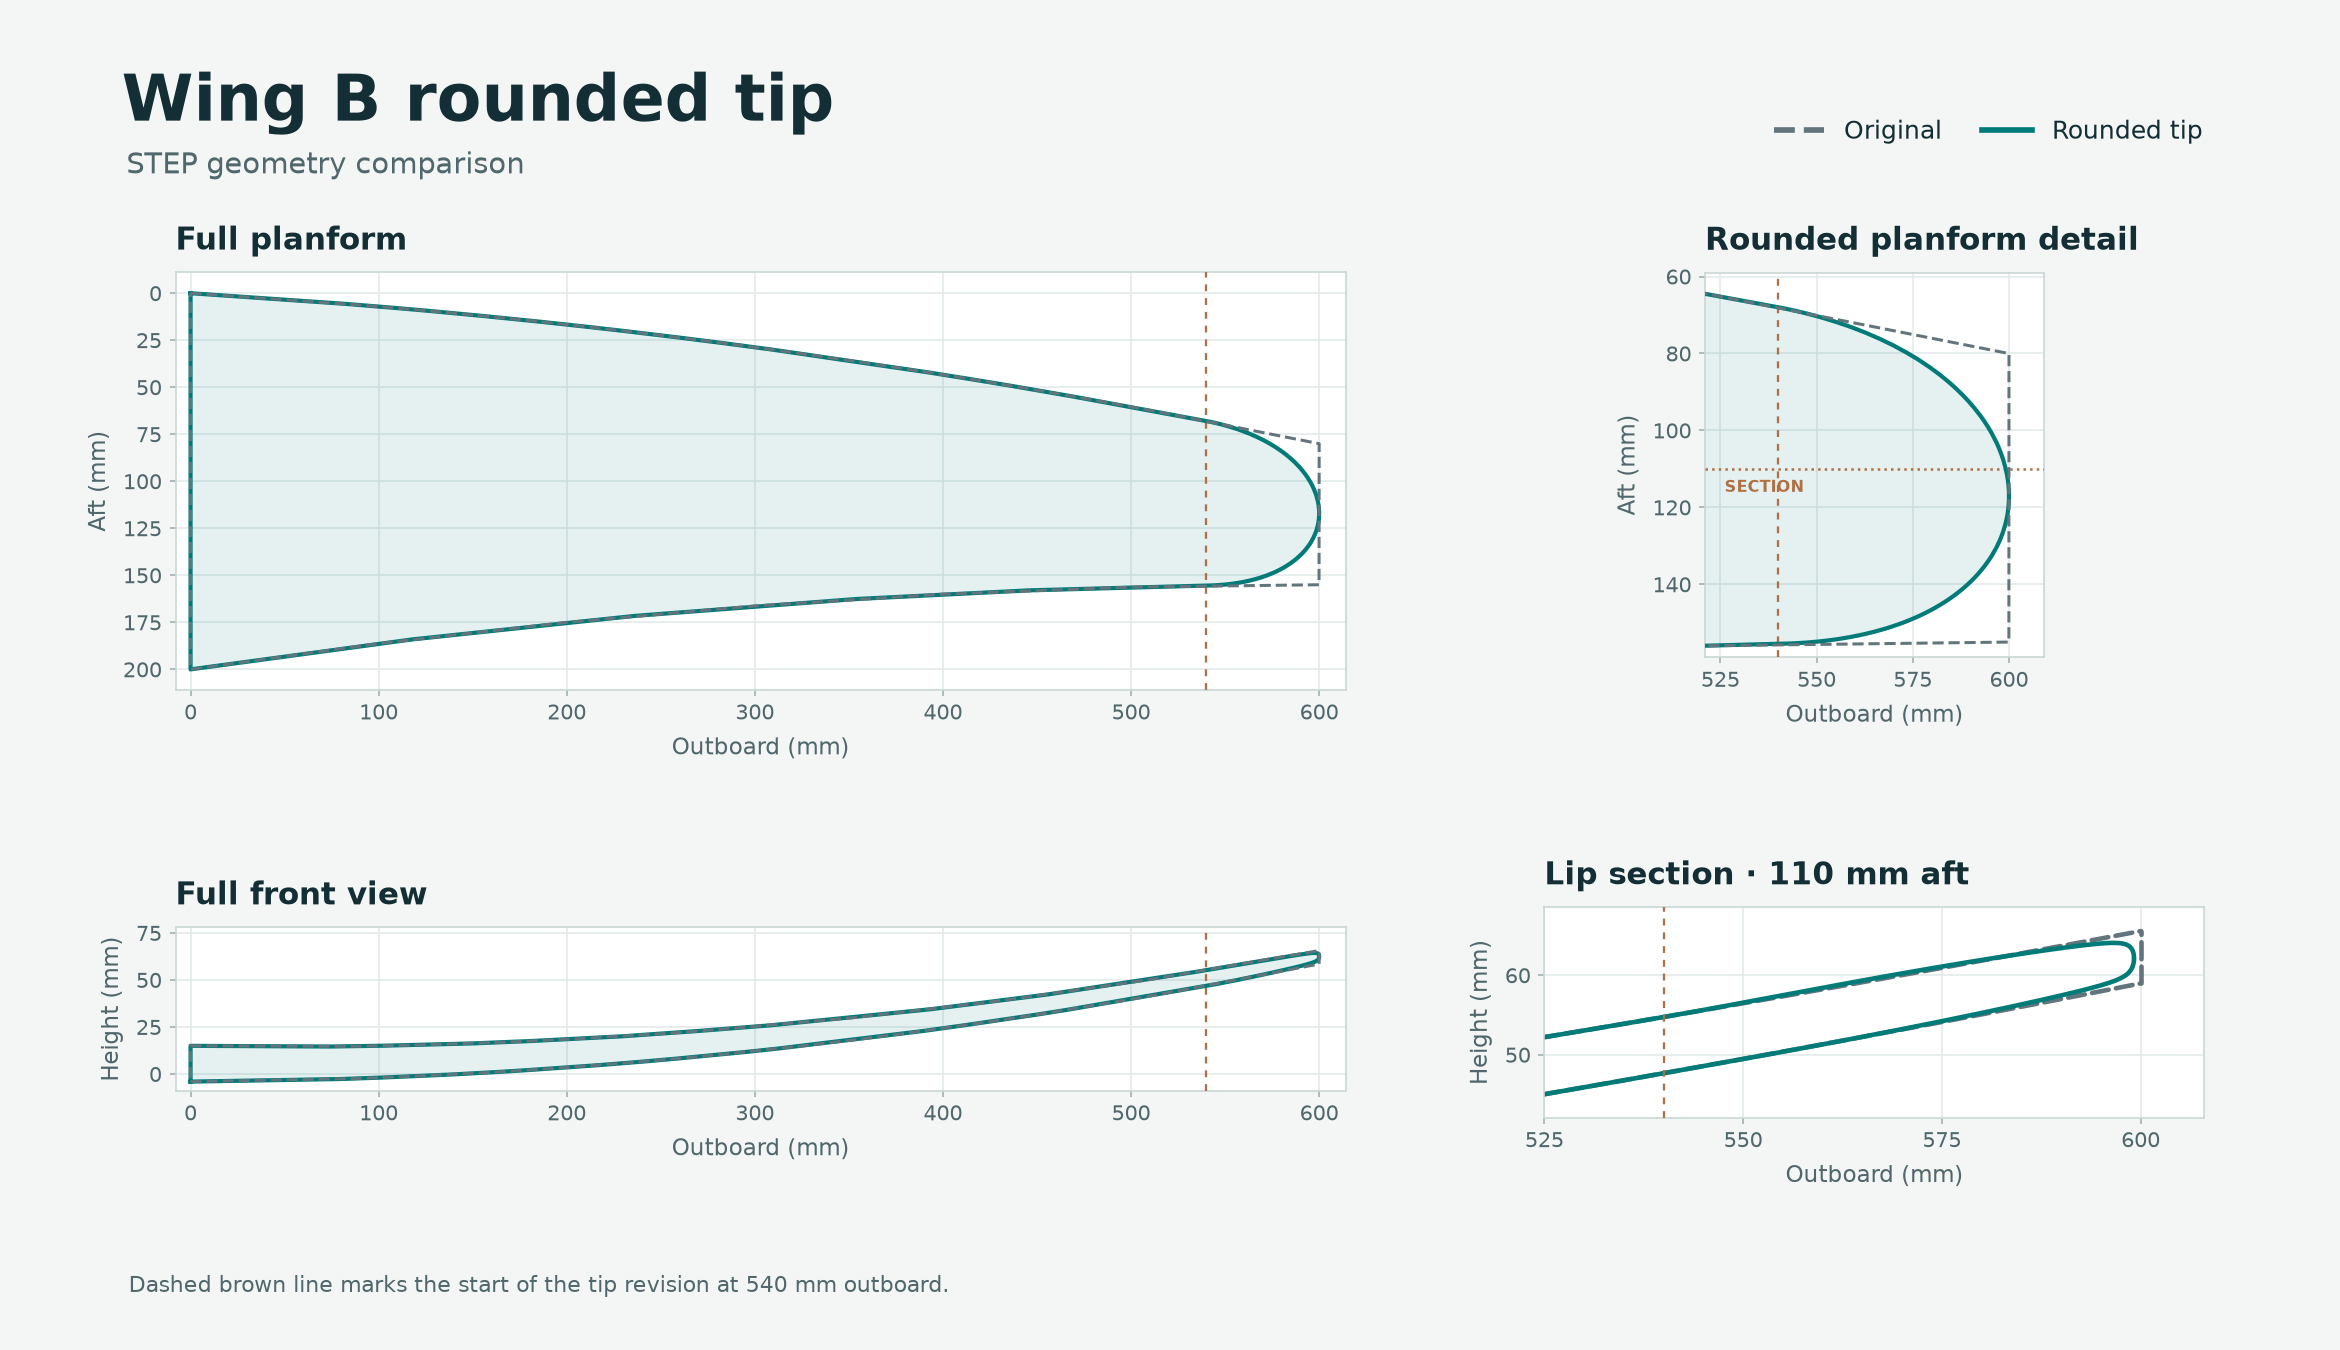 Wing B rounded tip
STEP geometry comparison
Original
Rounded tip
Full planform
0
25
50
75
100
125
150
175
200
Aft (mm)
0 100 200 300 400 500 600
Outboard (mm)
Rounded planform detail
60
80
100
120
140
Aft (mm)
SECTION
525 550 575 600
Outboard (mm)
Full front view
75
50
25
0
Height (mm)
0 100 200 300 400 500 600
Outboard (mm)
Lip section · 110 mm aft
60
50
Height (mm)
525 550 575 600
Outboard (mm)
Dashed brown line marks the start of the tip revision at 540 mm outboard.